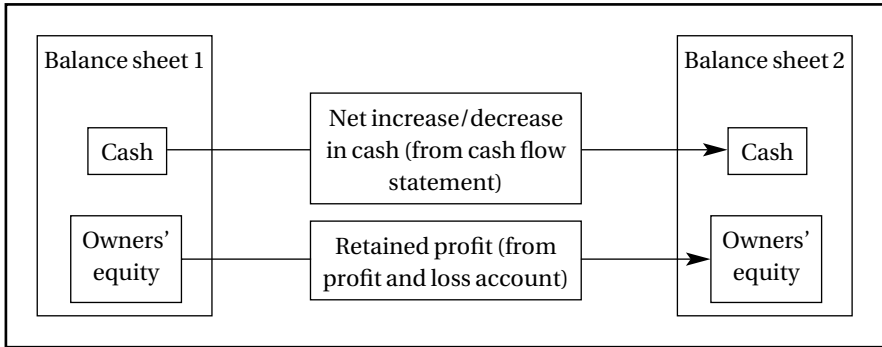 Balance sheet 1
Balance sheet 2
Cash
Net increase/decrease
in cash (from cash flow
statement)
Cash
Owners’
equity
Retained profit (from
profit and loss account)
Owners’
equity